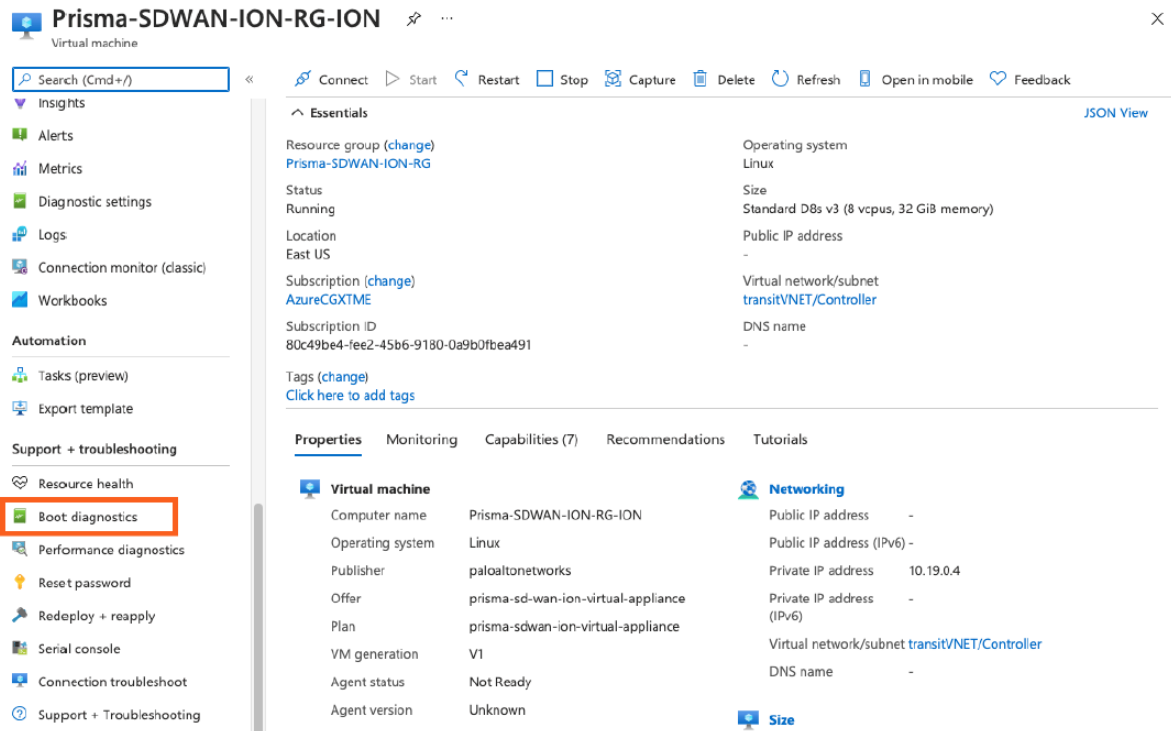 Prisma-SDWAN-ION-RG-ION
Virtual machine
Search (Cmd+/)
Connect Start Restart Stop Capture Delete Refresh Open in mobile Feedback
Insights
Alerts
Metrics
Diagnostic settings
Logs
Connection monitor (classic)
Workbooks
Automation
Tasks (preview)
Export template
Support + troubleshooting
Resource health
Boot diagnostics
Performance diagnostics
Reset password
Redeploy + reapply
Serial console
Connection troubleshoot
Support + Troubleshooting
Essentials
JSON View
Resource group (change)
Prisma-SDWAN-ION-RG
Status
Running
Location
East US
Subscription (change)
AzureCGXTME
Subscription ID
80c49be4-fee2-45b6-9180-0a9b0fbea491
Tags (change)
Click here to add tags
Operating system
Linux
Size
Standard D8s v3 (8 vcpus, 32 GiB memory)
Public IP address
-
Virtual network/subnet
transitVNET/Controller
DNS name
-
Properties Monitoring Capabilities (7) Recommendations Tutorials
Virtual machine
Computer name Prisma-SDWAN-ION-RG-ION
Operating system Linux
Publisher paloaltonetworks
Offer prisma-sd-wan-ion-virtual-appliance
Plan prisma-sdwan-ion-virtual-appliance
VM generation V1
Agent status Not Ready
Agent version Unknown
Networking
Public IP address -
Public IP address (IPv6) -
Private IP address 10.19.0.4
Private IP address -
(IPv6)
Virtual network/subnet transitVNET/Controller
DNS name -
Size